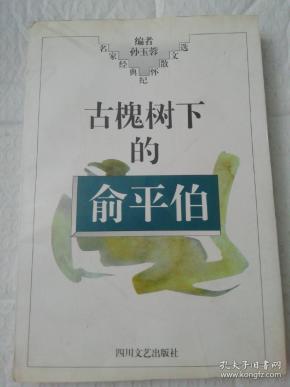 编者
孙玉蓉
名家经典纪怀散文选
古槐树下
的
俞平伯
四川文艺出版社
孔夫子旧书网